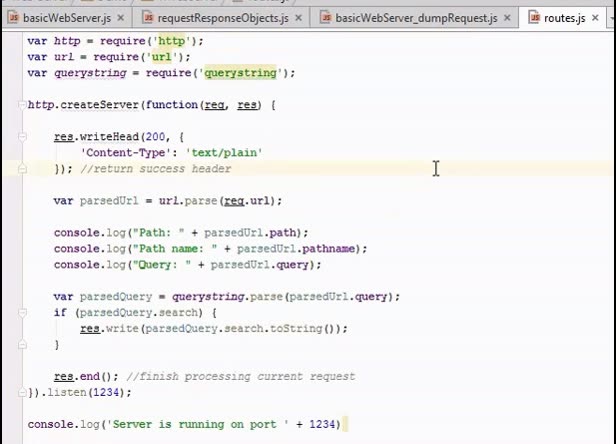 basicWebServer.js × requestResponseObjects.js × basicWebServer_dumpRequest.js × routes.js ×
var http = require('http');
var url = require('url');
var querystring = require('querystring');
http.createServer(function(req, res) {
res.writeHead(200, {
'Content-Type': 'text/plain'
}); //return success header
var parsedUrl = url.parse(req.url);
console.log("Path: " + parsedUrl.path);
console.log("Path name: " + parsedUrl.pathname);
console.log("Query: " + parsedUrl.query);
var parsedQuery = querystring.parse(parsedUrl.query);
if (parsedQuery.search) {
res.write(parsedQuery.search.toString());
}
res.end(); //finish processing current request
}).listen(1234);
console.log('Server is running on port ' + 1234)